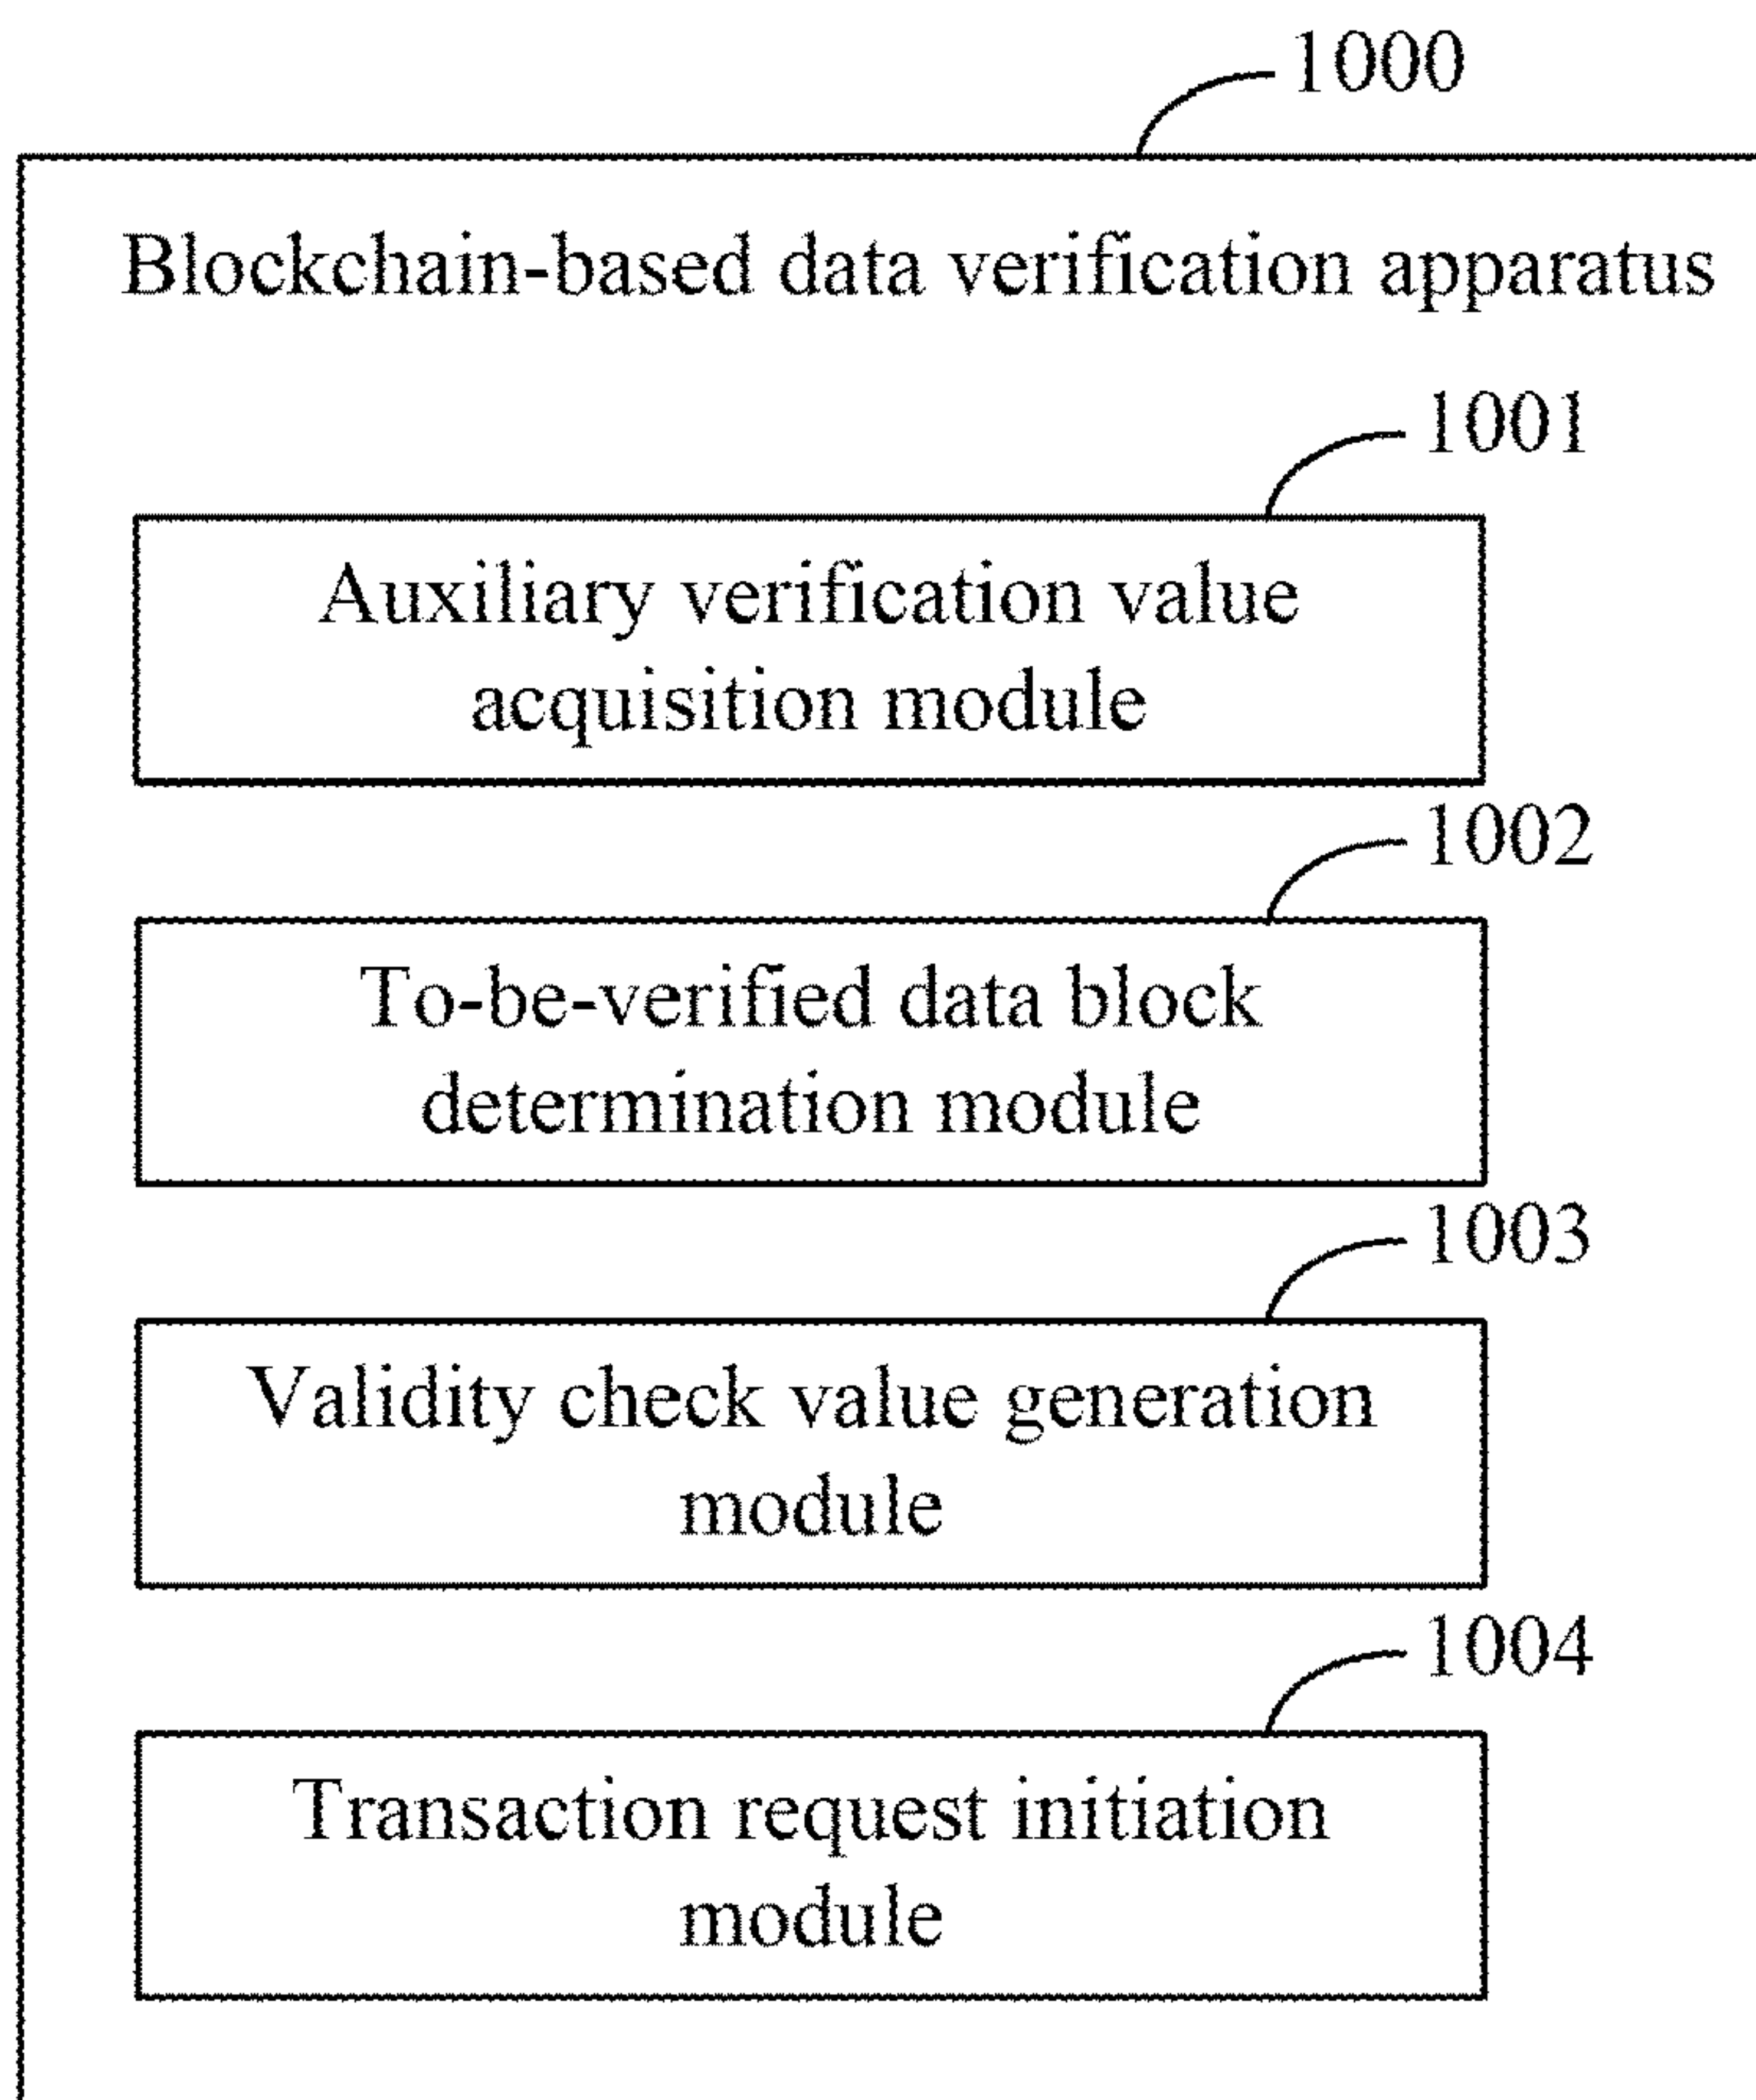 1000
Blockchain-based data verification apparatus
1001
Auxiliary verification value
acquisition module
1002
To-be-verified data block
determination module
1003
Validity check value generation
module
1004
Transaction request initiation
module